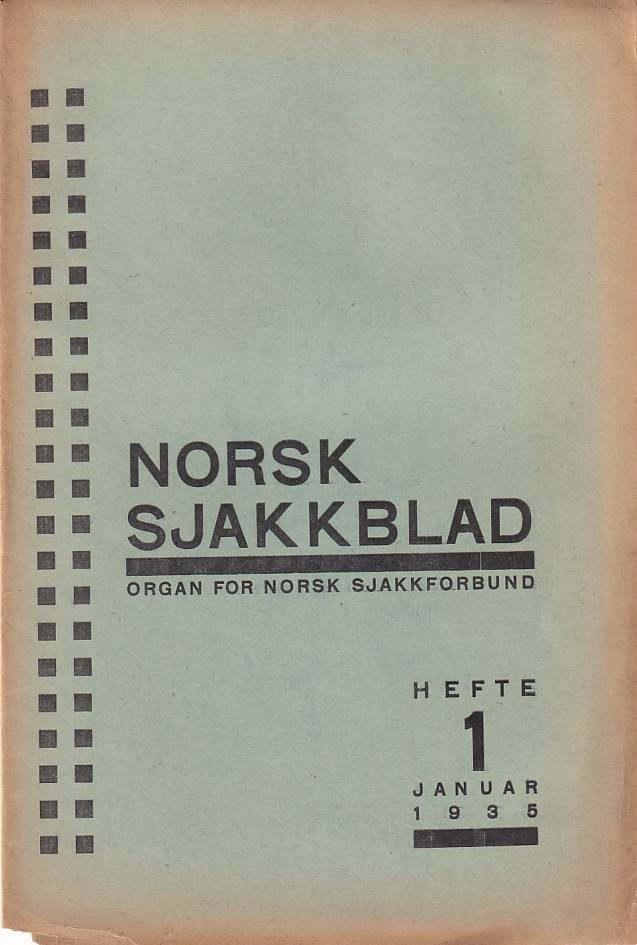 NORSK
SJAKKBLAD
ORGAN FOR NORSK SJAKKFORBUND
HEFTE
1
JANUAR
1935